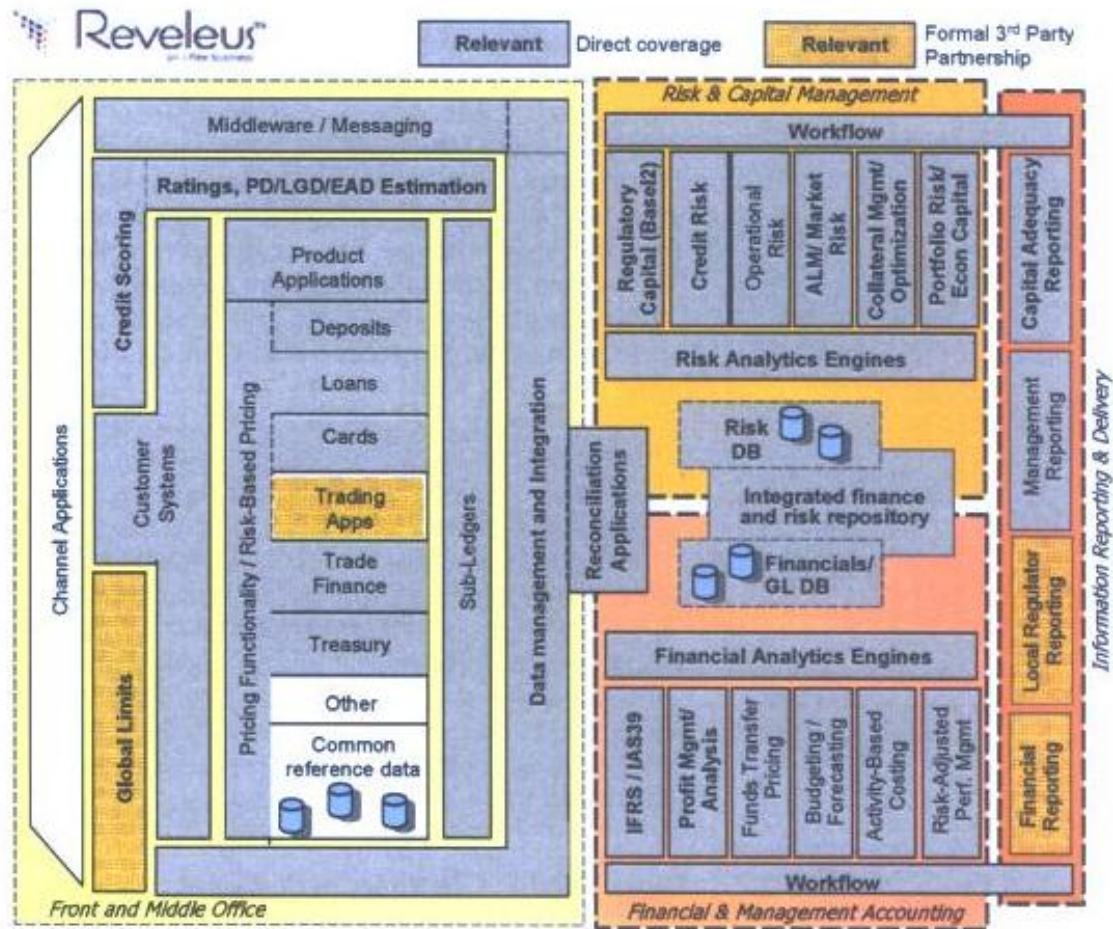 Reveleus™
Relevant
Direct coverage
Relevant
Formal 3rd Party
Partnership
Channel Applications
Middleware / Messaging
Ratings, PD/LGD/EAD Estimation
Credit Scoring
Customer
Systems
Global Limits
Pricing Functionality / Risk-Based Pricing
Product
Applications
Deposits
Loans
Cards
Trading
Apps
Trade
Finance
Treasury
Other
Common
reference data
Sub-Ledgers
Data management and Integration
Front and Middle Office
Reconciliation
Applications
Risk & Capital Management
Workflow
Regulatory
Capital (Basel2)
Credit Risk
Operational
Risk
ALM/ Market
Risk
Collateral Mgmt/
Optimization
Portfolio Risk/
Econ Capital
Risk Analytics Engines
Risk
DB
Integrated finance
and risk repository
Financials/
GL DB
Financial Analytics Engines
IFRS / IAS39
Profit Mgmt/
Analysis
Funds Transfer
Pricing
Budgeting /
Forecasting
Activity-Based
Costing
Risk-Adjusted
Perf. Mgmt
Workflow
Financial & Management Accounting
Capital Adequacy
Reporting
Management
Reporting
Local Regulator
Reporting
Financial
Reporting
Information Reporting & Delivery